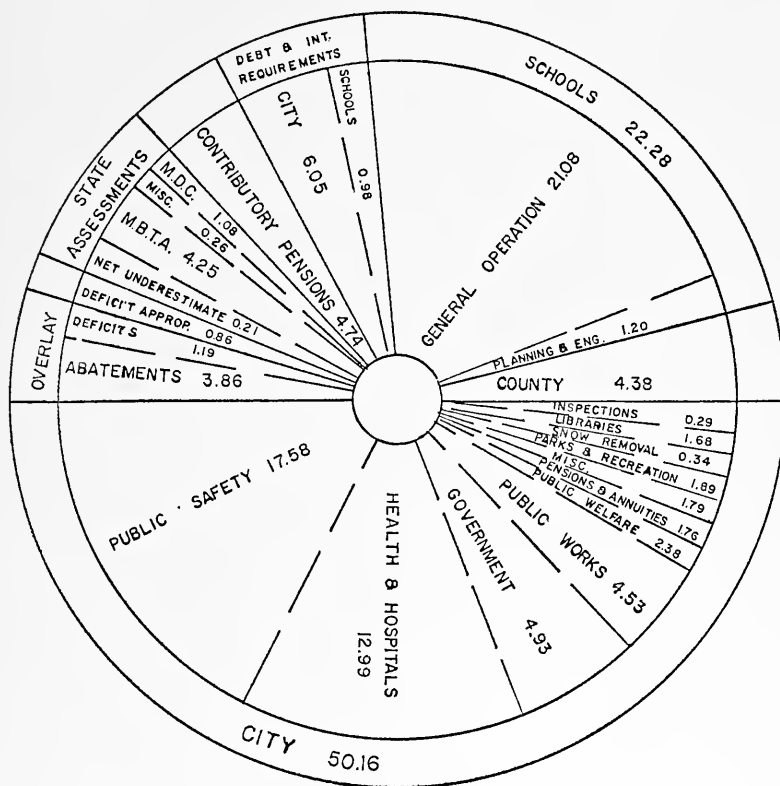 DEBT & INT.
REQUIREMENTS
CITY 6.05
SCHOOLS 0.98
SCHOOLS 22.28
GENERAL OPERATION 21.08
PLANNING & ENG. 1.20
COUNTY 4.38
INSPECTIONS 0.29
LIBRARIES 1.68
SNOW REMOVAL 0.34
PARKS & RECREATION 1.89
MISC. 1.79
PENSIONS & ANNUITIES 1.76
PUBLIC WELFARE 2.38
PUBLIC WORKS 4.53
GOVERNMENT 4.93
HEALTH & HOSPITALS
12.99
PUBLIC · SAFETY 17.58
CITY 50.16
OVERLAY
ABATEMENTS 3.86
DEFICITS 1.19
DEFICIT APPROP. 0.86
NET UNDERESTIMATE 0.21
STATE
ASSESSMENTS
M.B.T.A. 4.25
MISC. 0.26
M.D.C. 1.08
CONTRIBUTORY PENSIONS 4.74